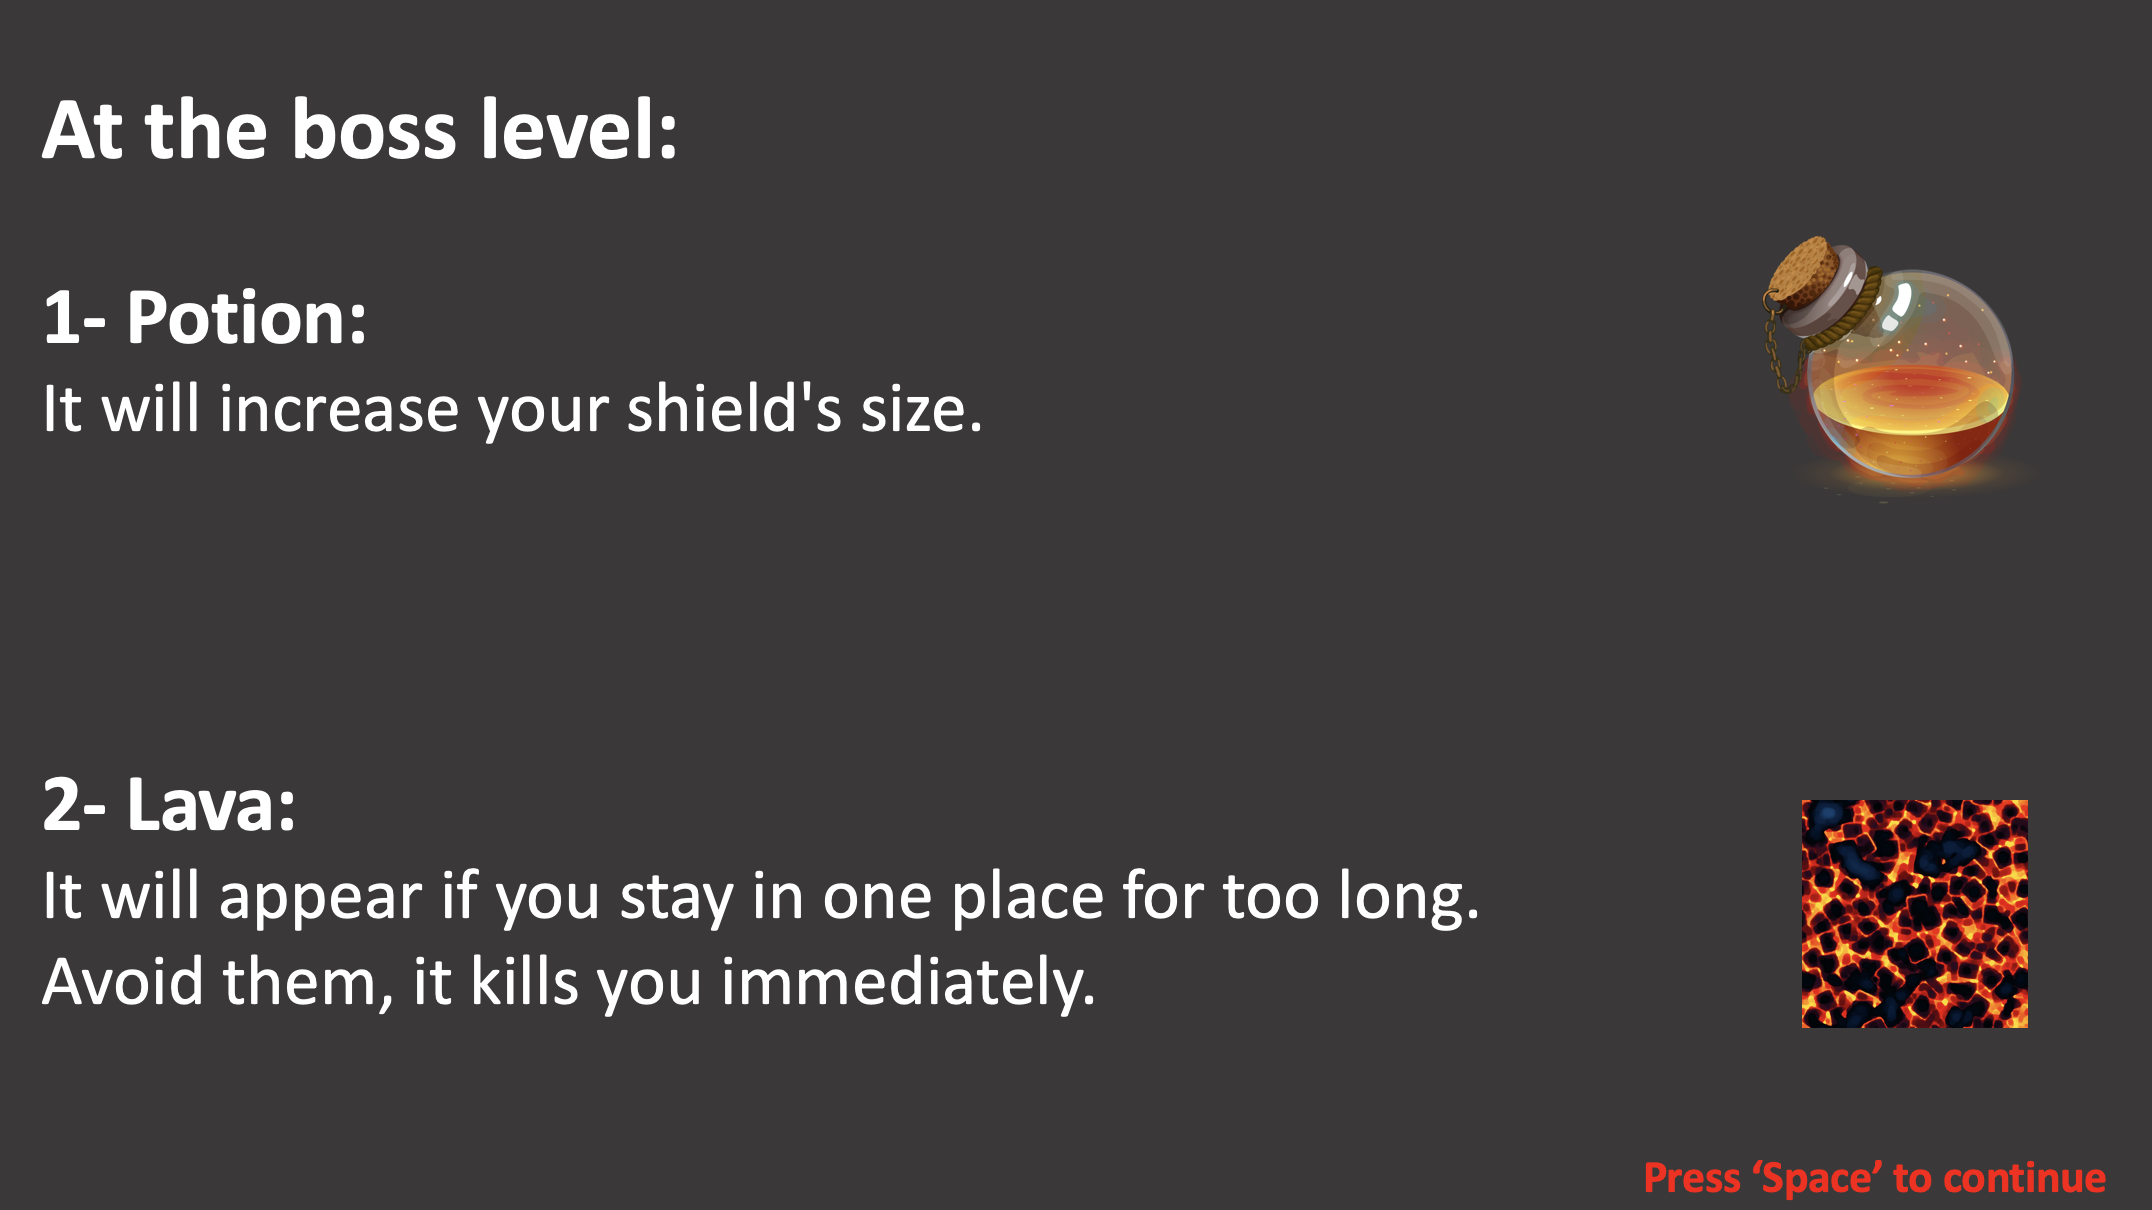 At the boss level:
1- Potion:
It will increase your shield's size.
2- Lava:
It will appear if you stay in one place for too long.
Avoid them, it kills you immediately.
Press ‘Space’ to continue